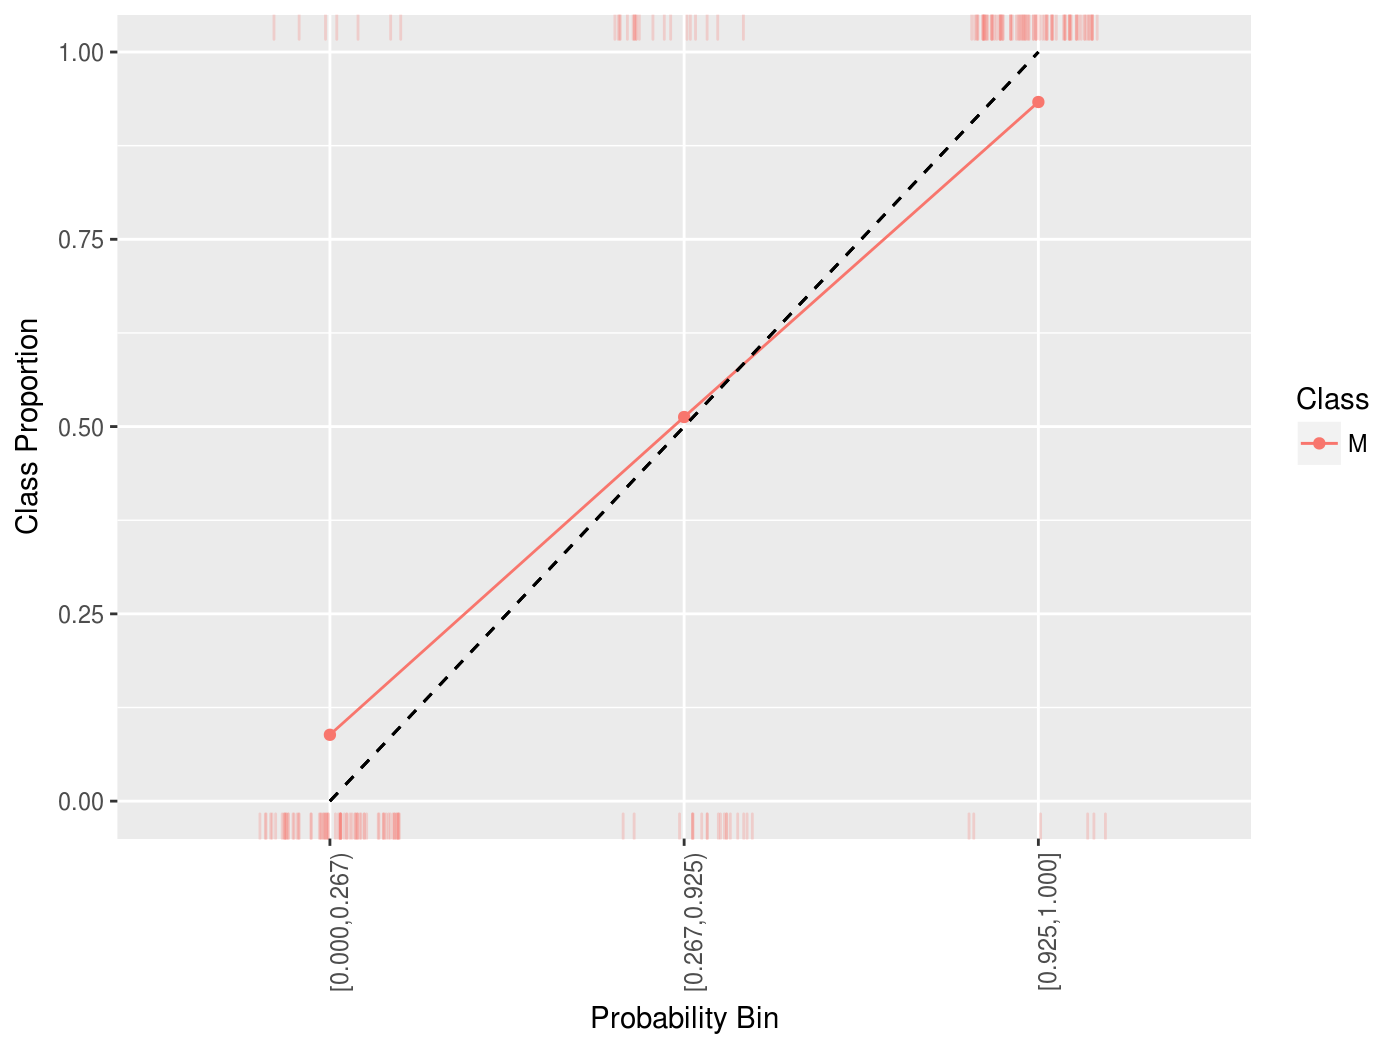 1.00
0.75
0.50
0.25
0.00
Class Proportion
[0.000,0.267)
[0.267,0.925)
[0.925,1.000]
Probability Bin
Class
M